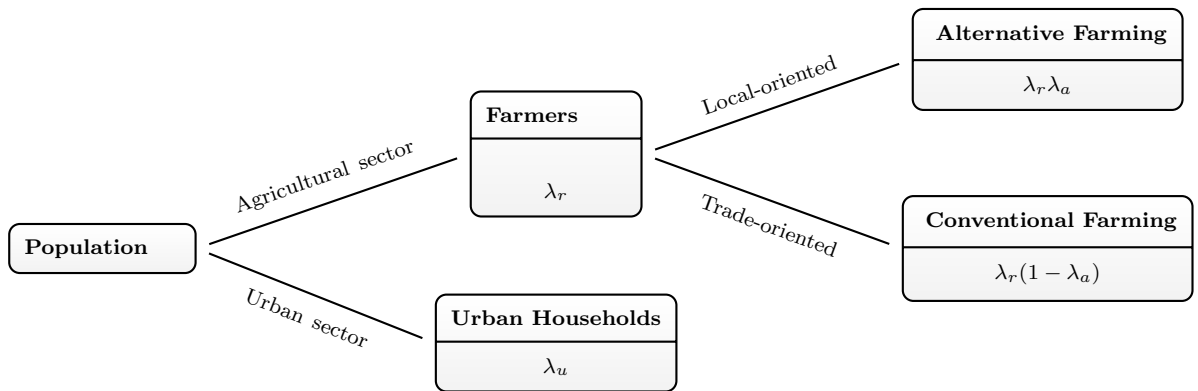 Alternative Farming
λ_r λ_a
Local-oriented
Farmers
λ_r
Agricultural sector
Trade-oriented
Conventional Farming
λ_r(1 − λ_a)
Population
Urban sector
Urban Households
λ_u